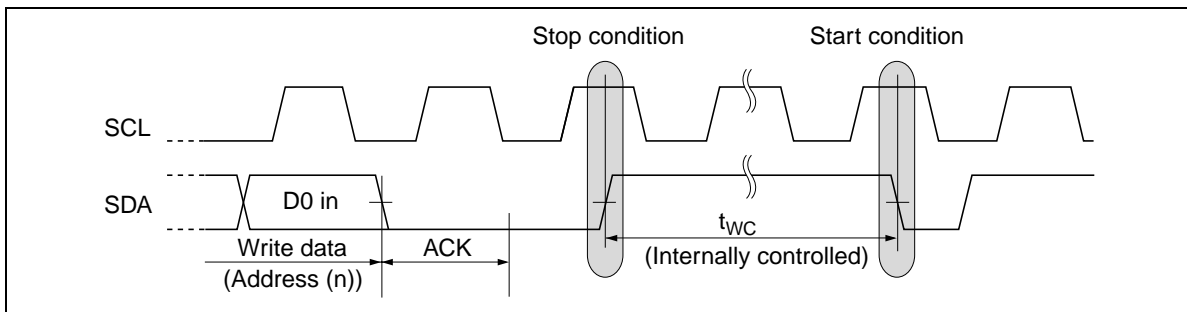 Stop condition
Start condition
SCL
SDA
D0 in
Write data
(Address (n))
ACK
tWC
(Internally controlled)